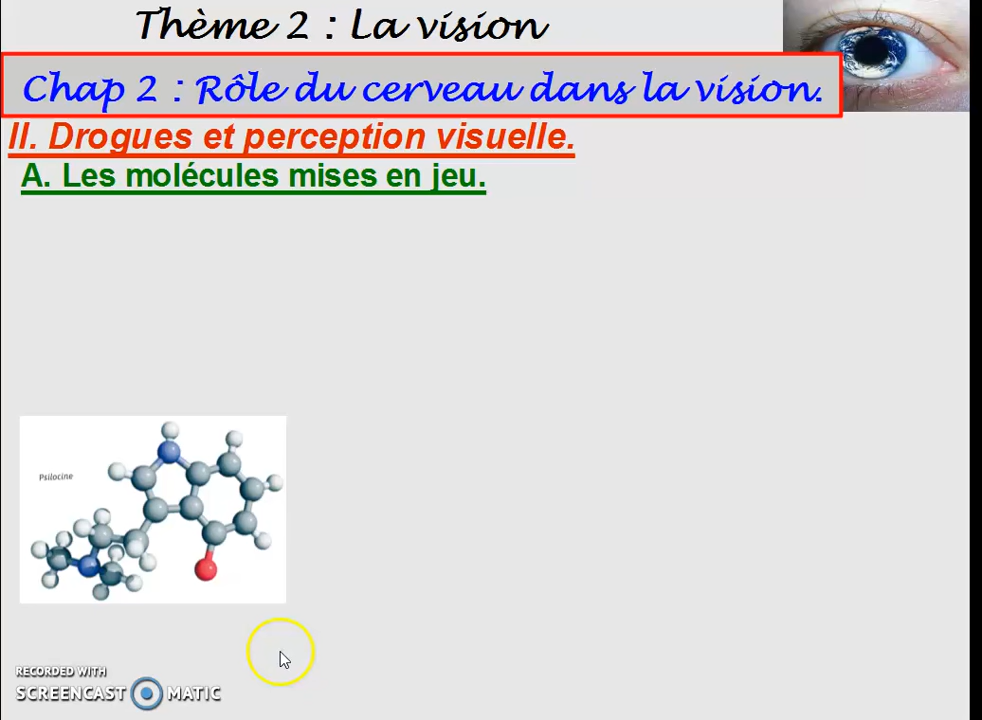 Thème 2 : La vision
Chap 2 : Rôle du cerveau dans la vision.
II. Drogues et perception visuelle.
A. Les molécules mises en jeu.
Psilocine
RECORDED WITH
SCREENCAST MATIC